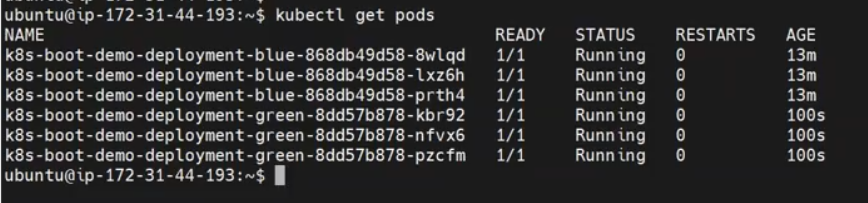 ubuntu@ip-172-31-44-193:~$ kubectl get pods
NAME READY STATUS RESTARTS AGE
k8s-boot-demo-deployment-blue-868db49d58-8wlqd 1/1 Running 0 13m
k8s-boot-demo-deployment-blue-868db49d58-lxz6h 1/1 Running 0 13m
k8s-boot-demo-deployment-blue-868db49d58-prth4 1/1 Running 0 13m
k8s-boot-demo-deployment-green-8dd57b878-kbr92 1/1 Running 0 100s
k8s-boot-demo-deployment-green-8dd57b878-nfvx6 1/1 Running 0 100s
k8s-boot-demo-deployment-green-8dd57b878-pzcfm 1/1 Running 0 100s
ubuntu@ip-172-31-44-193:~$